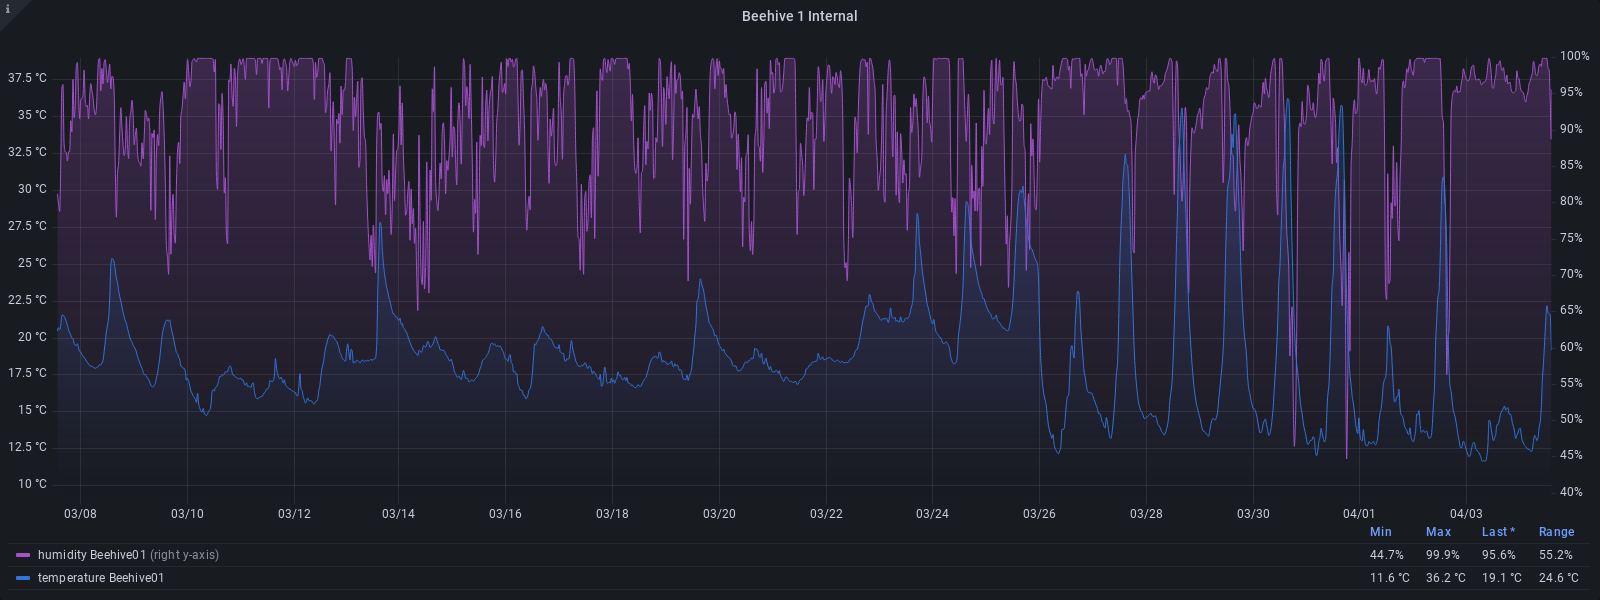 i
Beehive 1 Internal
37.5 °C
35 °C
32.5 °C
30 °C
27.5 °C
25 °C
22.5 °C
20 °C
17.5 °C
15 °C
12.5 °C
10 °C
100%
95%
90%
85%
80%
75%
70%
65%
60%
55%
50%
45%
40%
03/08 03/10 03/12 03/14 03/16 03/18 03/20 03/22 03/24 03/26 03/28 03/30 04/01 04/03
Min Max Last * Range
humidity Beehive01 (right y-axis) 44.7% 99.9% 95.6% 55.2%
temperature Beehive01 11.6 °C 36.2 °C 19.1 °C 24.6 °C